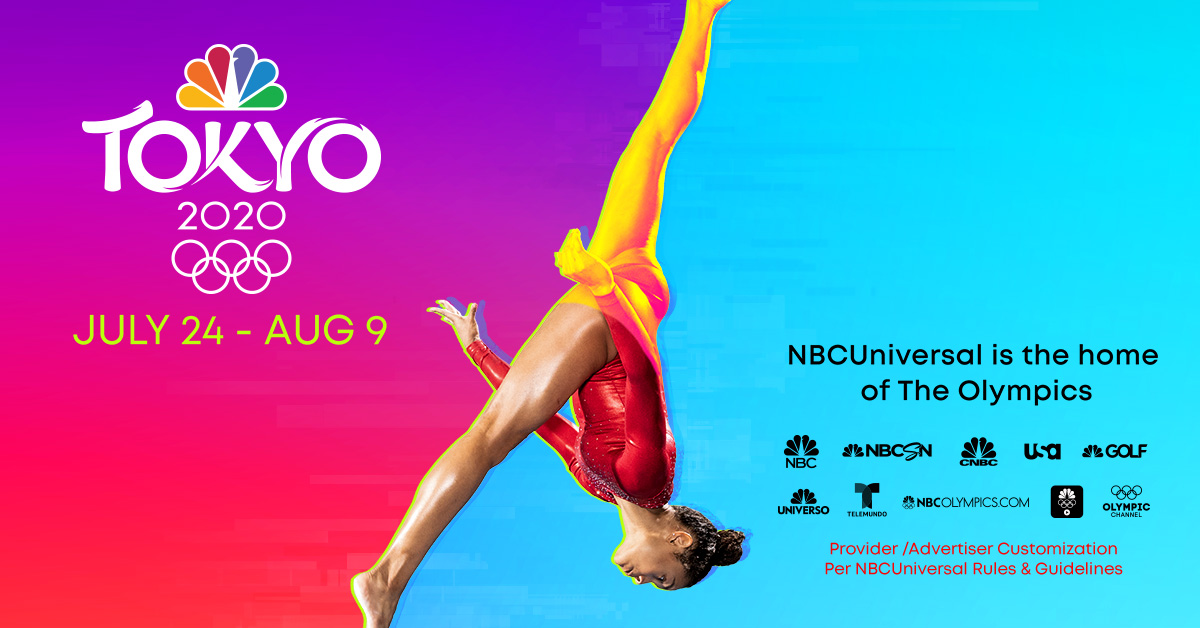 TOKYO
2020
JULY 24 - AUG 9
NBCUniversal is the home
of The Olympics
NBC
NBCSN
CNBC
USA
GOLF
UNIVERSO
TELEMUNDO
NBCOLYMPICS.COM
OLYMPIC
CHANNEL
Provider /Advertiser Customization
Per NBCUniversal Rules & Guidelines